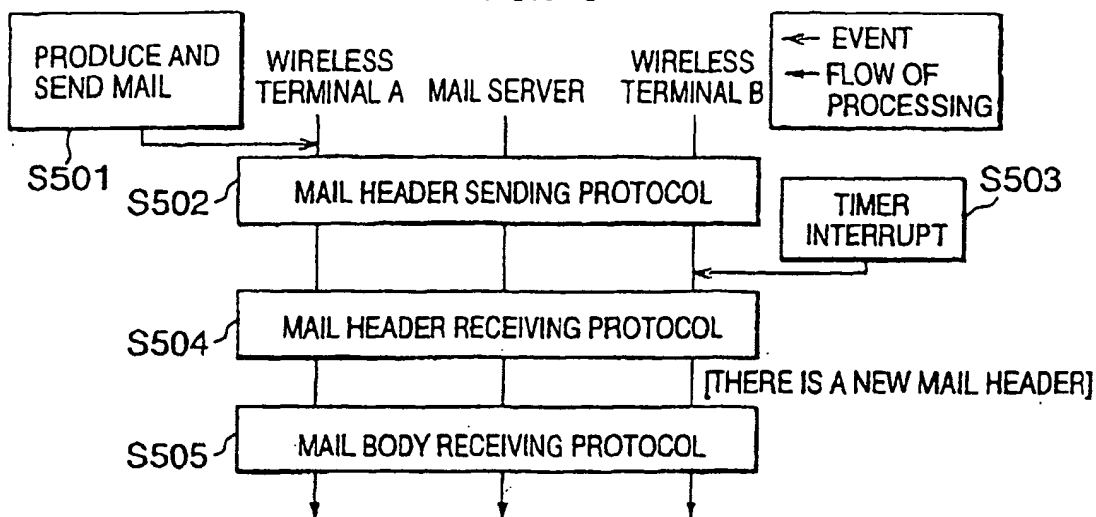 PRODUCE AND
SEND MAIL
WIRELESS
TERMINAL A
MAIL SERVER
WIRELESS
TERMINAL B
EVENT
FLOW OF
PROCESSING
S501
S502
MAIL HEADER SENDING PROTOCOL
S503
TIMER
INTERRUPT
S504
MAIL HEADER RECEIVING PROTOCOL
[THERE IS A NEW MAIL HEADER]
S505
MAIL BODY RECEIVING PROTOCOL